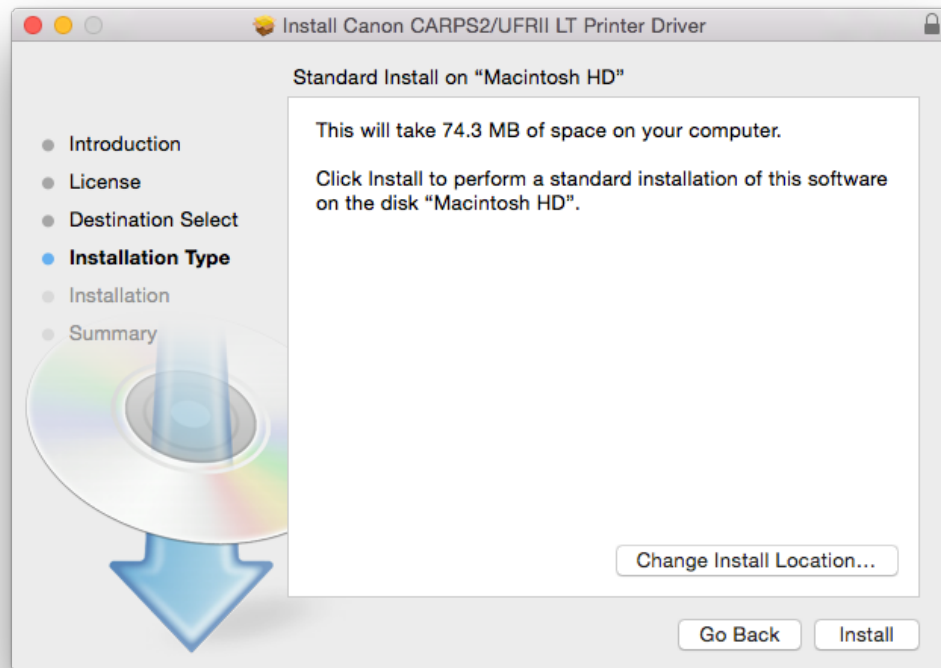 Install Canon CARPS2/UFRII LT Printer Driver
Standard Install on “Macintosh HD”
Introduction
License
Destination Select
Installation Type
Installation
Summary
This will take 74.3 MB of space on your computer.
Click Install to perform a standard installation of this software
on the disk “Macintosh HD”.
Change Install Location...
Go Back
Install